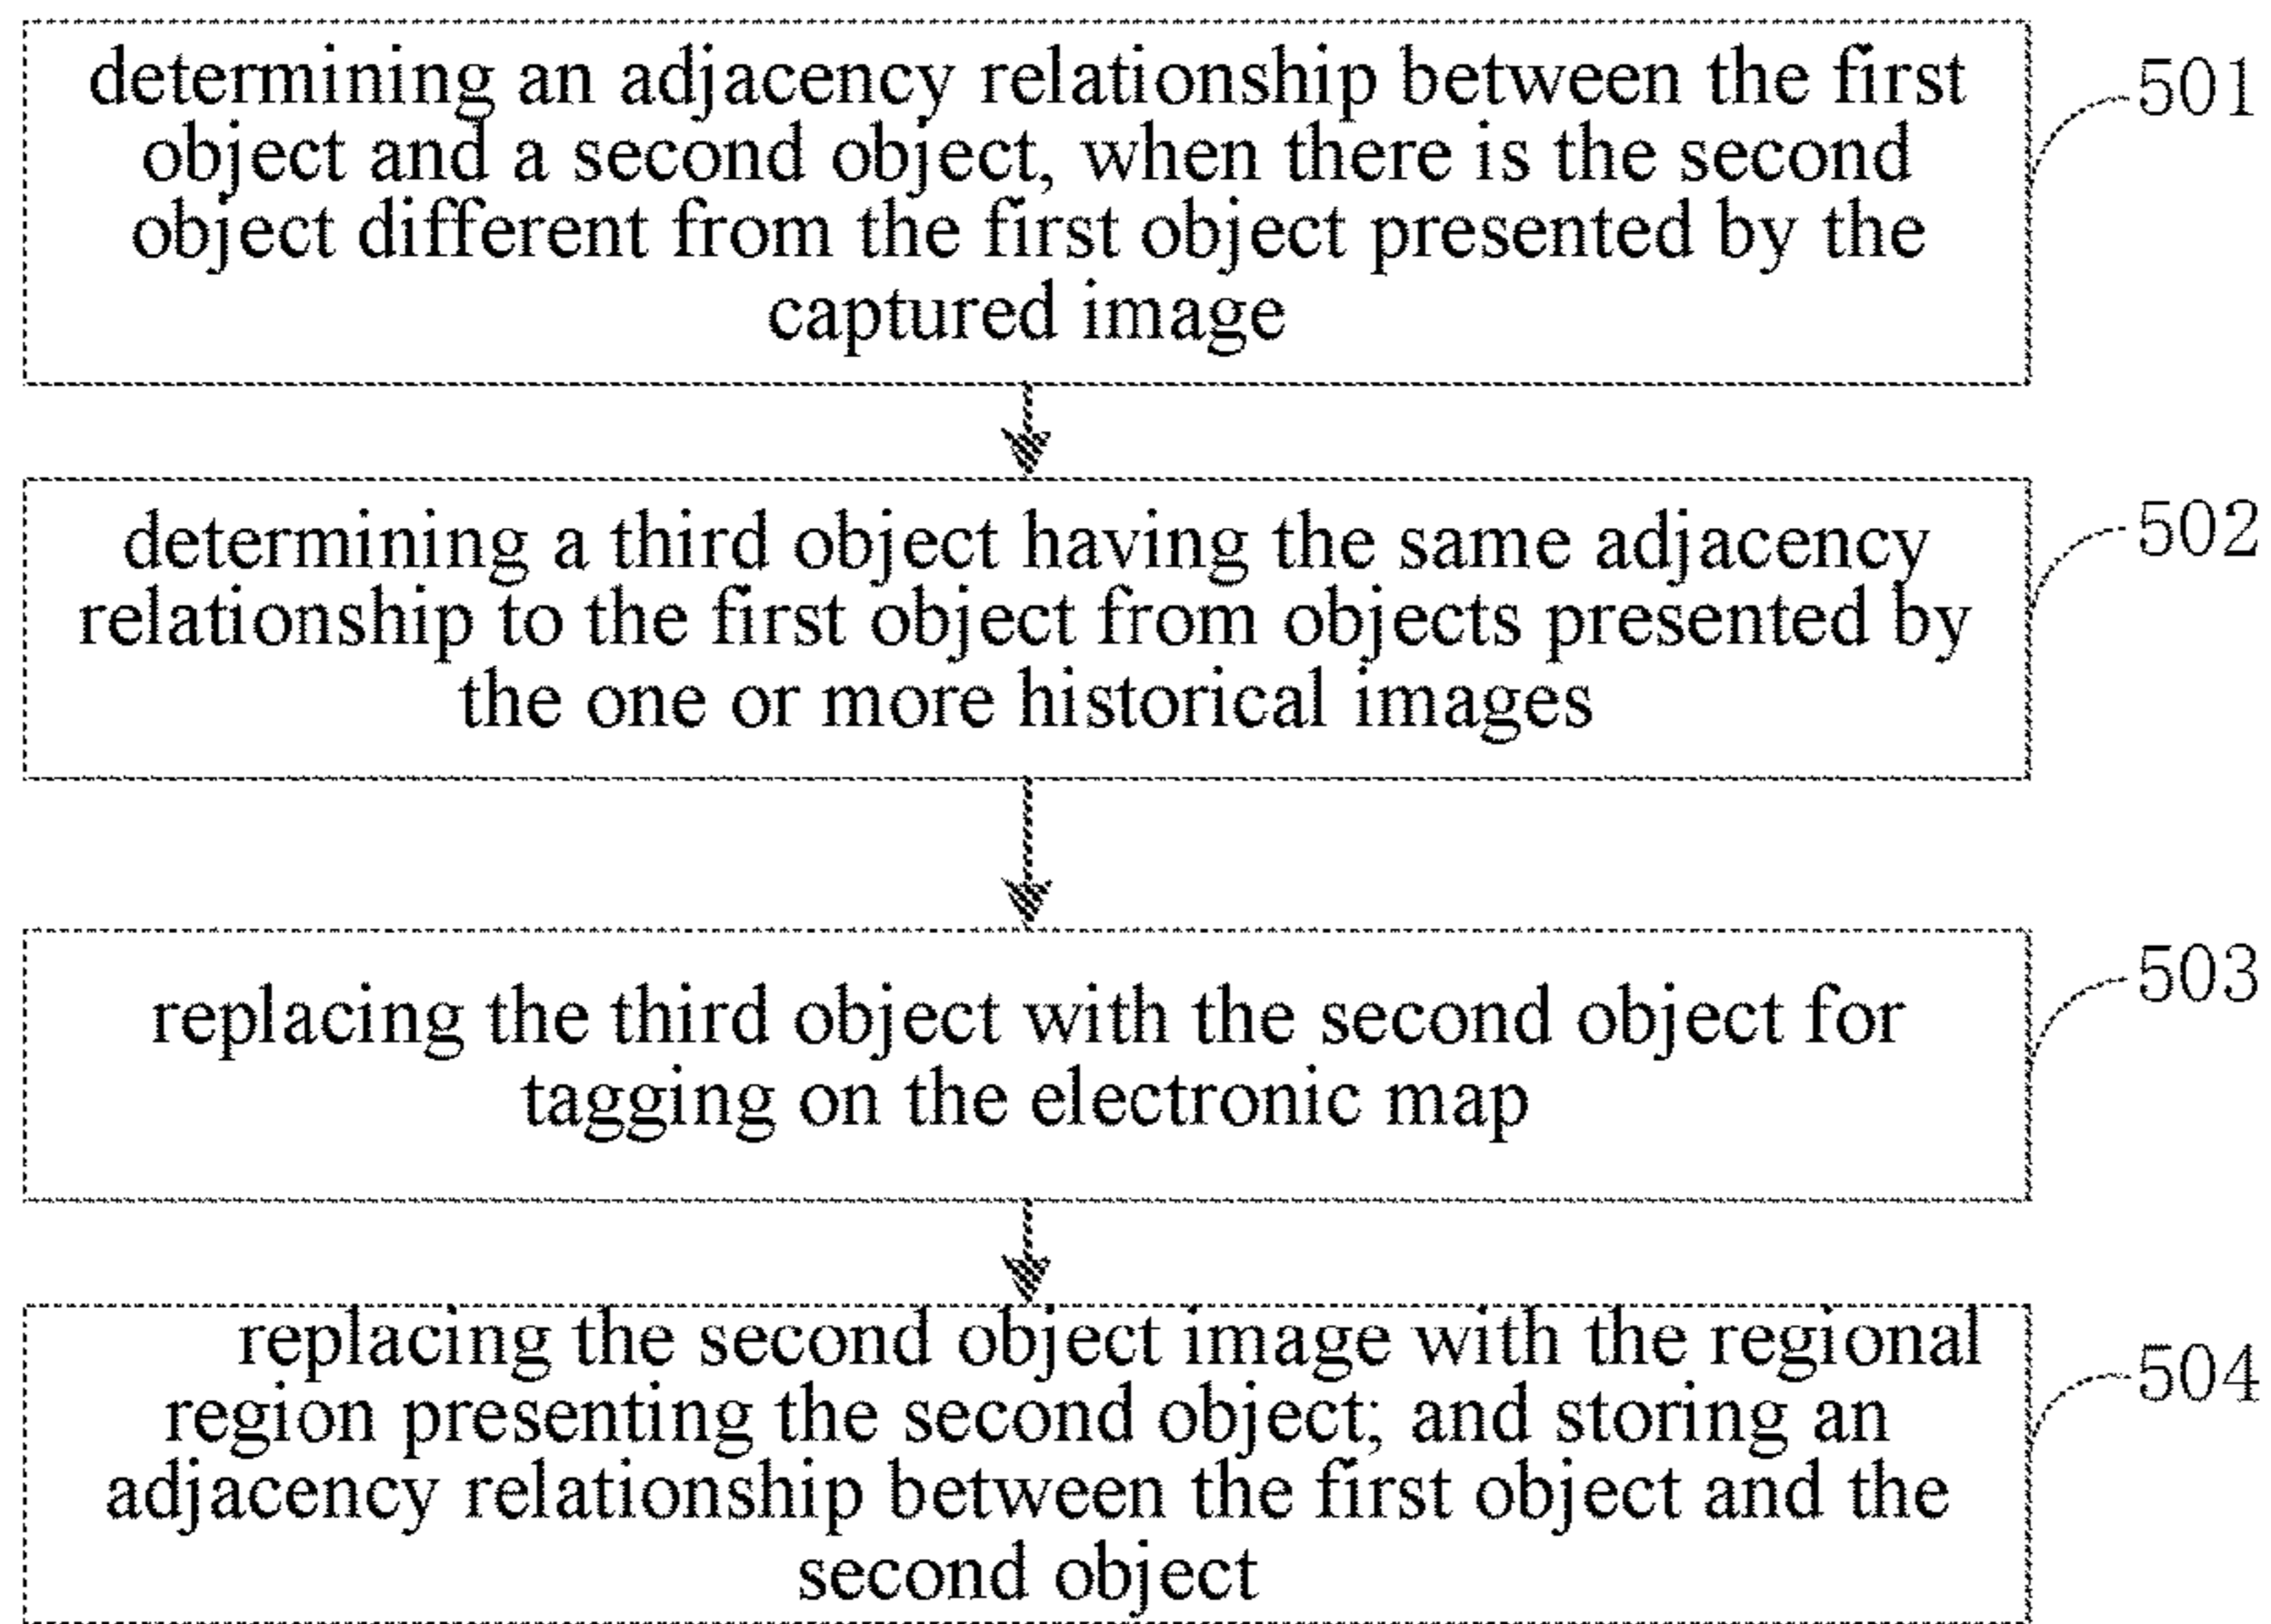 determining an adjacency relationship between the first
object and a second object, when there is the second
object different from the first object presented by the
captured image
501
determining a third object having the same adjacency
relationship to the first object from objects presented by
the one or more historical images
502
replacing the third object with the second object for
tagging on the electronic map
503
replacing the second object image with the regional
region presenting the second object; and storing an
adjacency relationship between the first object and the
second object
504